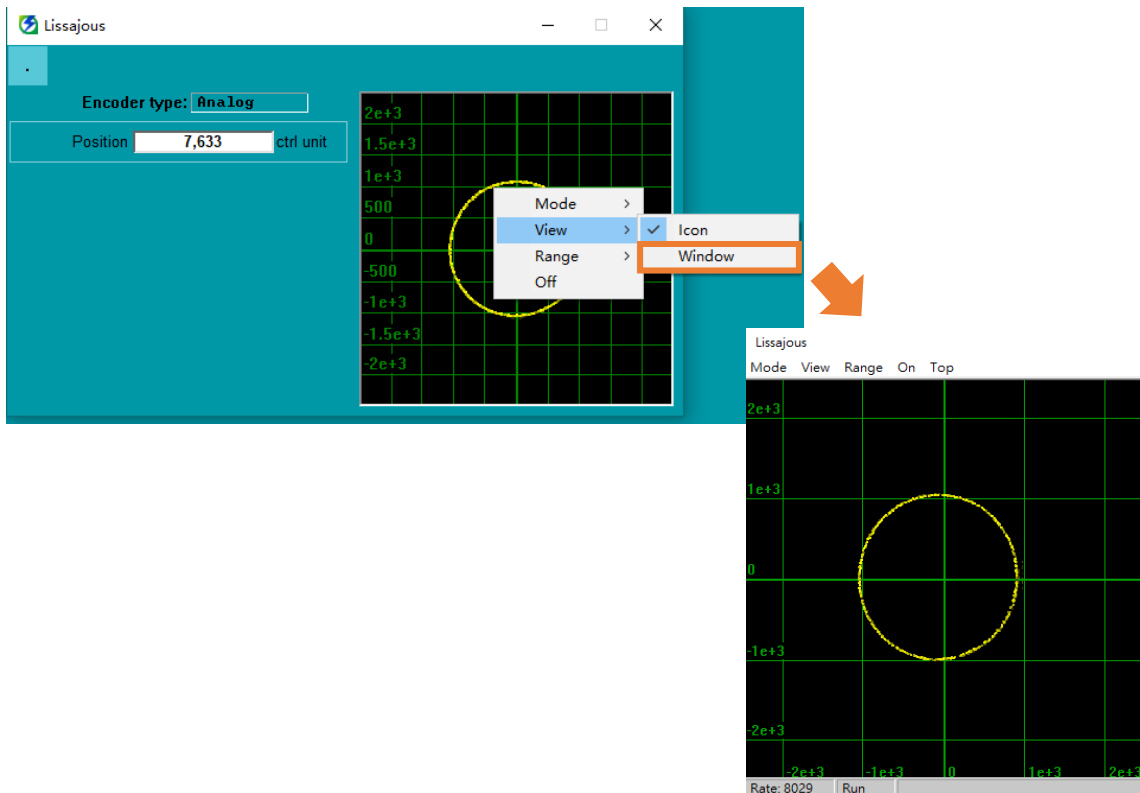 Lissajous
.
Encoder type: Analog
Position 7,633 ctrl unit
2e+3
1.5e+3
1e+3
500
0
-500
-1e+3
-1.5e+3
-2e+3
Mode
View
Range
Off
Icon
Window
Lissajous
Mode View Range On Top
2e+3
1e+3
0
-1e+3
-2e+3
-2e+3 -1e+3 0 1e+3 2e+3
Rate: 8029 Run